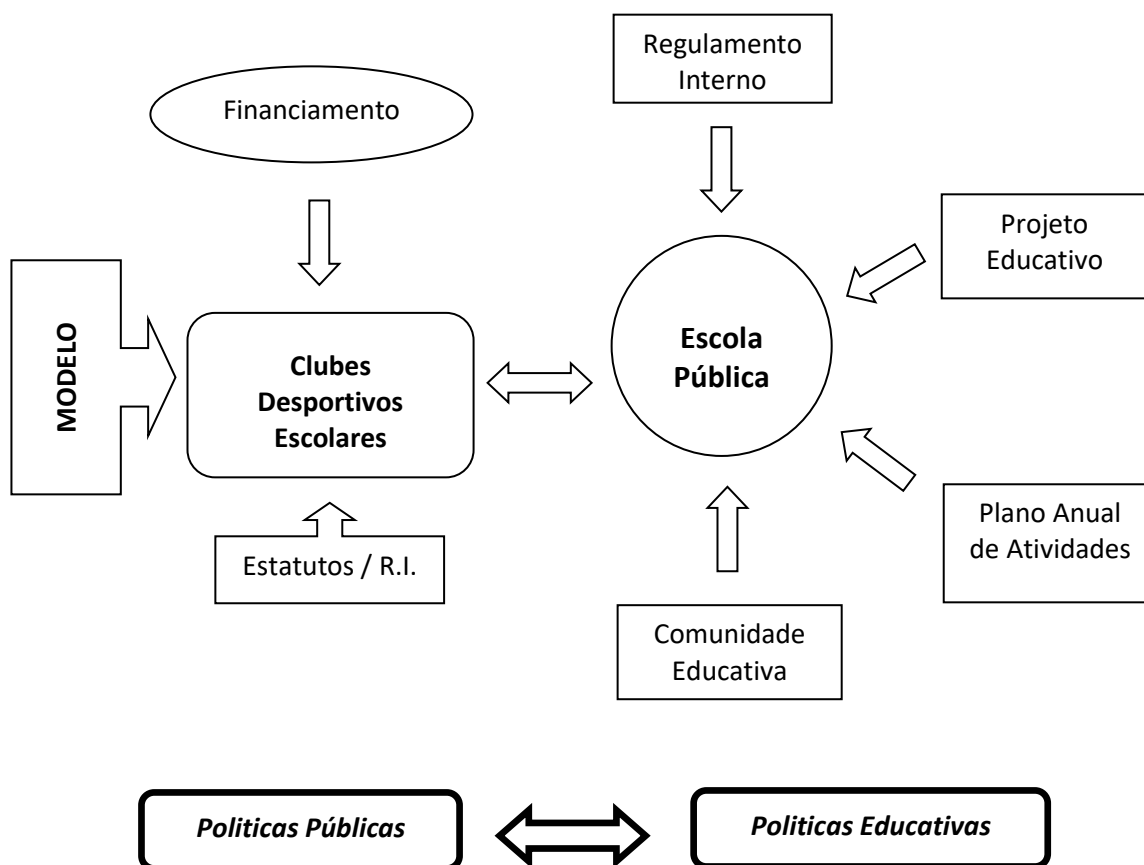 Regulamento
Interno
Financiamento
Projeto
Educativo
MODELO
Clubes
Desportivos
Escolares
Escola
Pública
Estatutos / R.I.
Plano Anual
de Atividades
Comunidade
Educativa
Politicas Públicas
Politicas Educativas